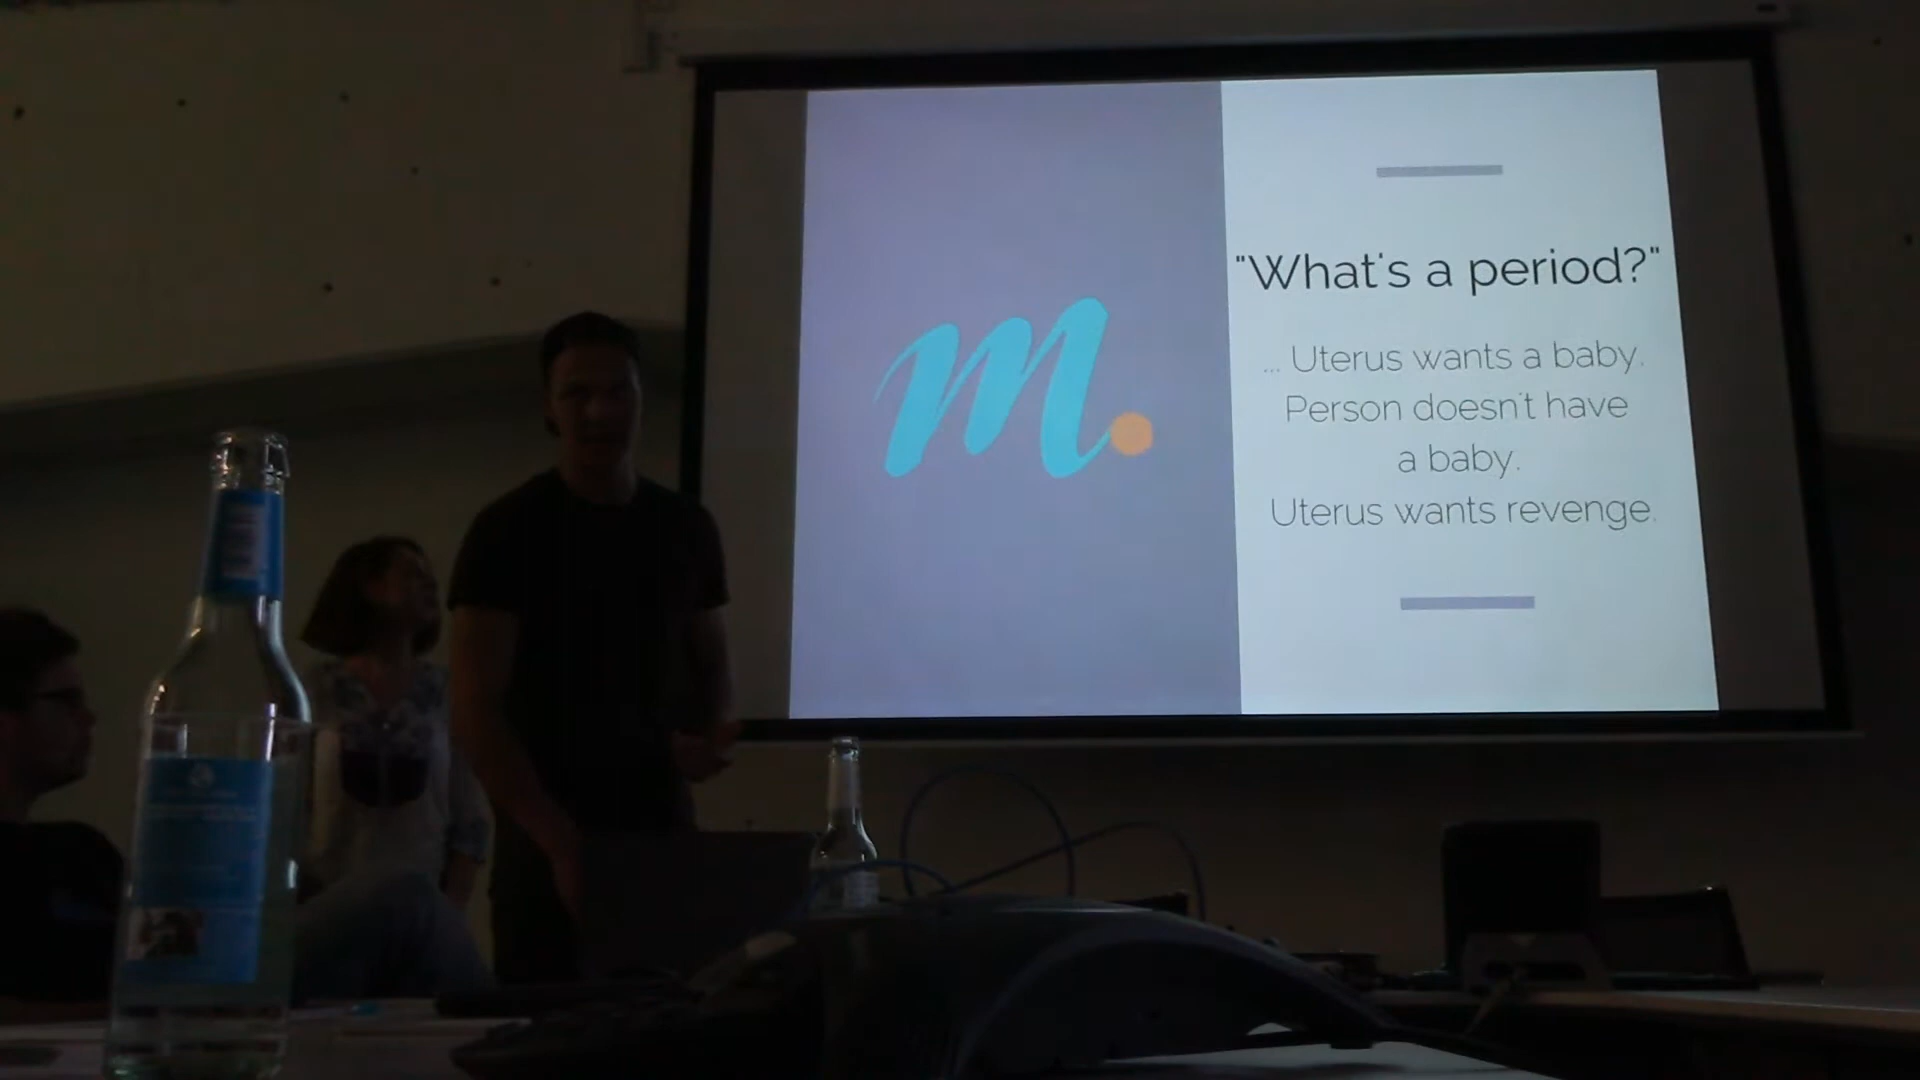 m.
"What's a period?"
... Uterus wants a baby.
Person doesn't have
a baby.
Uterus wants revenge.